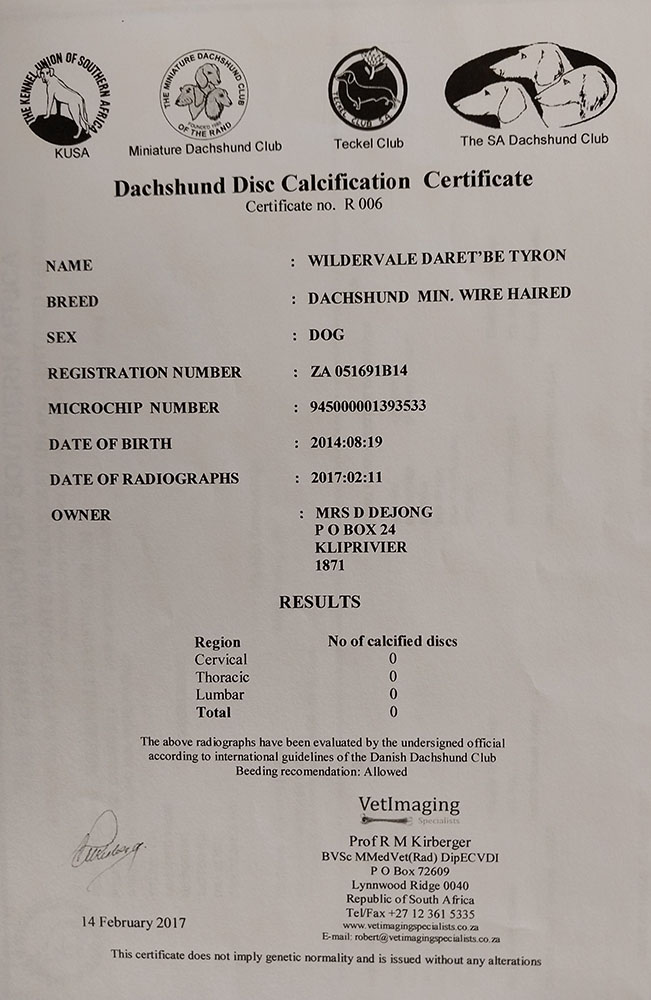 THE KENNEL UNION OF SOUTHERN AFRICA
KUSA
THE MINIATURE DACHSHUND CLUB
OF THE RAND
Miniature Dachshund Club
TECKEL CLUB S.A.
Teckel Club
The SA Dachshund Club
Dachshund Disc Calcification Certificate
Certificate no. R 006
NAME : WILDERVALE DARET'BE TYRON
BREED : DACHSHUND MIN. WIRE HAIRED
SEX : DOG
REGISTRATION NUMBER : ZA 051691B14
MICROCHIP NUMBER : 945000001393533
DATE OF BIRTH : 2014:08:19
DATE OF RADIOGRAPHS : 2017:02:11
OWNER : MRS D DEJONG
P O BOX 24
KLIPRIVIER
1871
RESULTS
Region No of calcified discs
Cervical 0
Thoracic 0
Lumbar 0
Total 0
The above radiographs have been evaluated by the undersigned official
according to international guidelines of the Danish Dachshund Club
Beeding recomendation: Allowed
VetImaging
Specialists
Prof R M Kirberger
BVSc MMedVet(Rad) DipECVDI
P O Box 72609
Lynnwood Ridge 0040
Republic of South Africa
Tel/Fax +27 12 361 5335
www.vetimagingspecialists.co.za
E-mail: robert@vetimagingspecialists.co.za
14 February 2017
This certificate does not imply genetic normality and is issued without any alterations